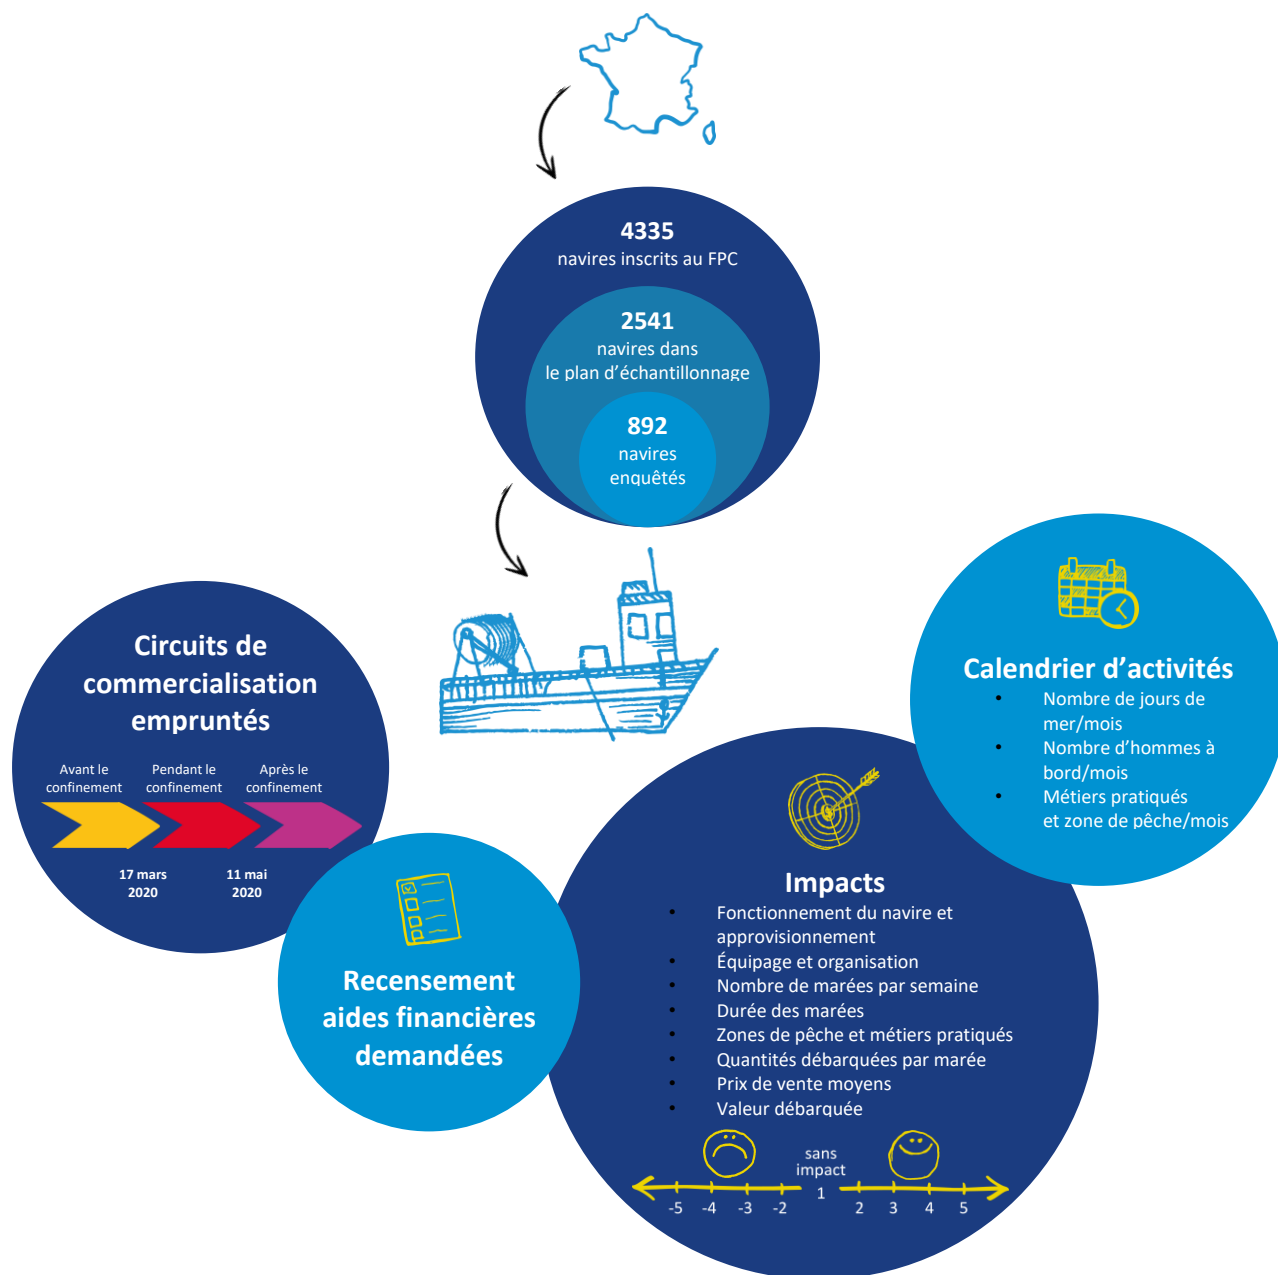 4335
navires inscrits au FPC
2541
navires dans
le plan d’échantillonnage
892
navires
enquêtés
Circuits de
commercialisation
empruntés
Avant le
confinement
Pendant le
confinement
Après le
confinement
17 mars
2020
11 mai
2020
Recensement
aides financières
demandées
Calendrier d’activités
• Nombre de jours de
mer/mois
• Nombre d’hommes à
bord/mois
• Métiers pratiqués
et zone de pêche/mois
Impacts
• Fonctionnement du navire et
approvisionnement
• Équipage et organisation
• Nombre de marées par semaine
• Durée des marées
• Zones de pêche et métiers pratiqués
• Quantités débarquées par marée
• Prix de vente moyens
• Valeur débarquée
sans
impact
-5 -4 -3 -2 1 2 3 4 5